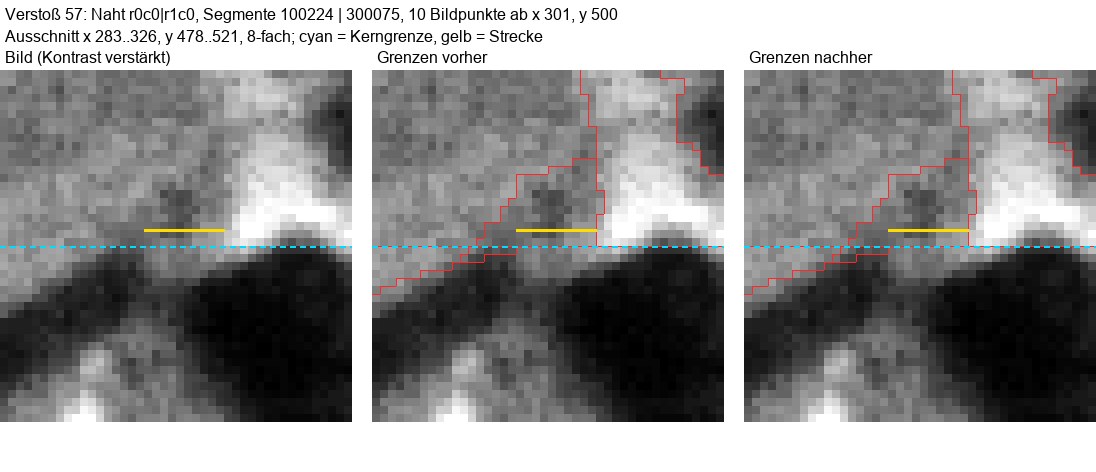 Verstoß 57: Naht r0c0|r1c0, Segmente 100224 | 300075, 10 Bildpunkte ab x 301, y 500
Ausschnitt x 283..326, y 478..521, 8-fach; cyan = Kerngrenze, gelb = Strecke
Bild (Kontrast verstärkt) Grenzen vorher Grenzen nachher